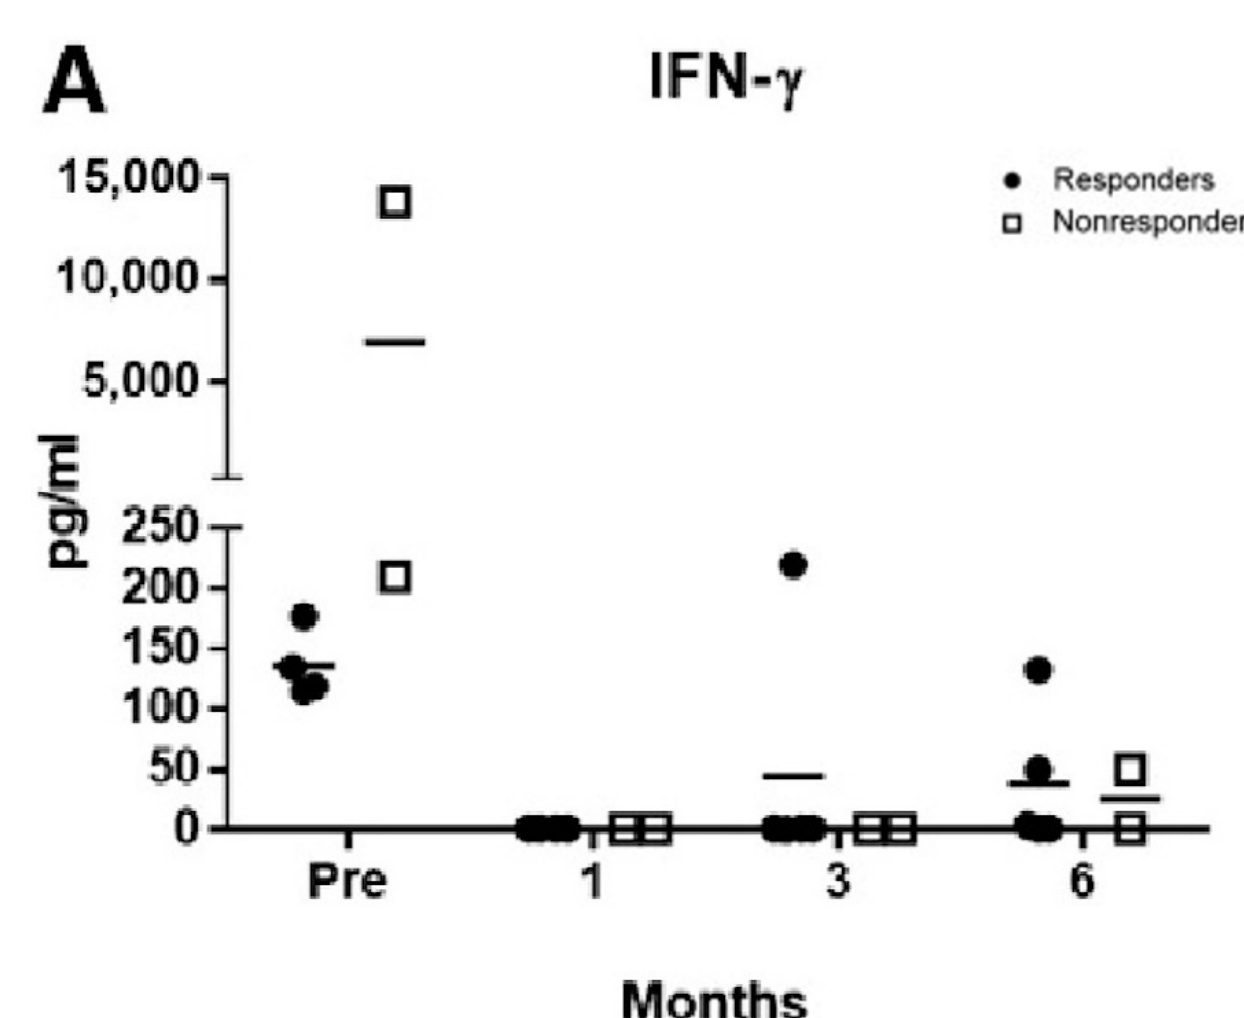 A
IFN-γ
15,000
10,000
5,000
250
200
150
100
50
0
pg/ml
Responders
Nonresponder
Pre 1 3 6
Months